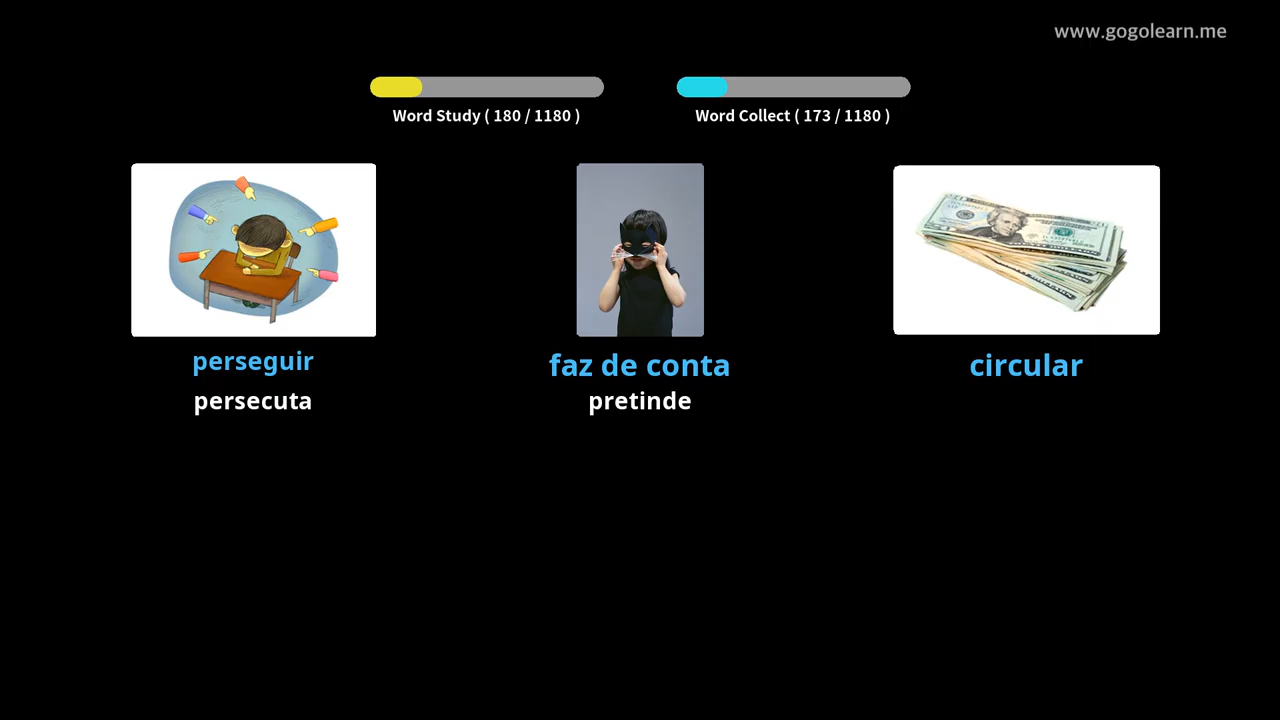 www.gogolearn.me
Word Study ( 180 / 1180 )
Word Collect ( 173 / 1180 )
perseguir
persecuta
faz de conta
pretinde
circular